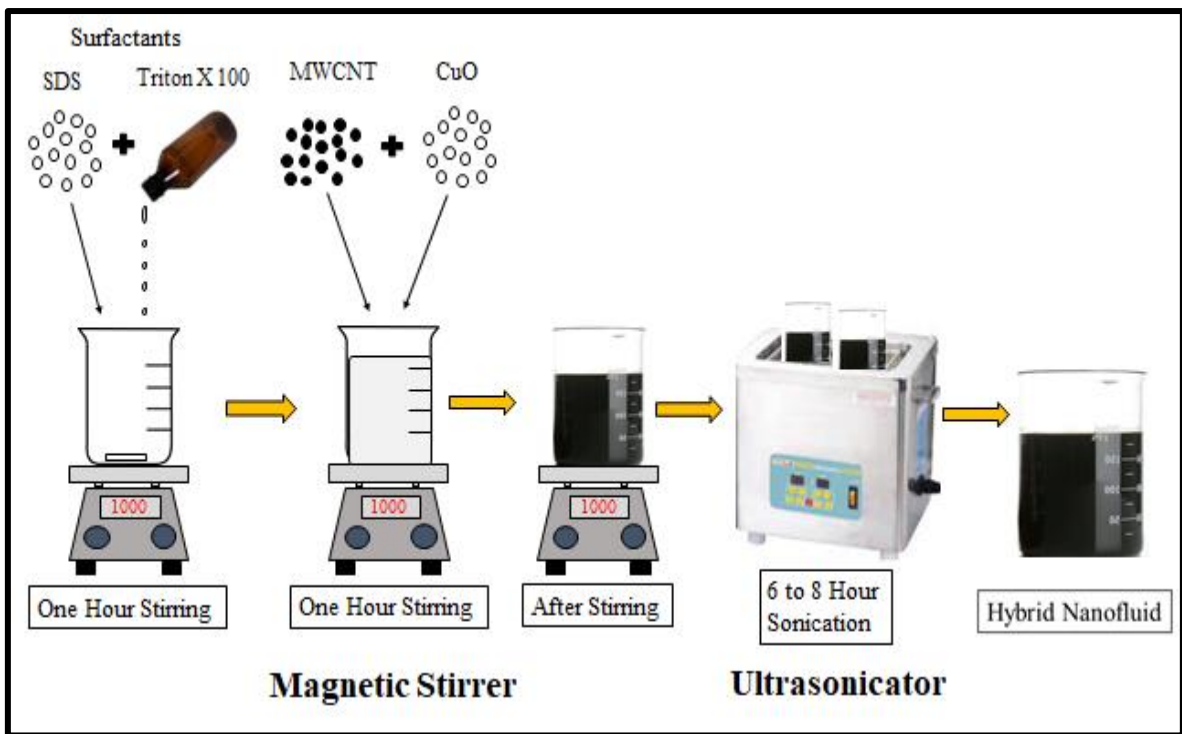 Surfactants
SDS
Triton X 100
MWCNT
CuO
1000
1000
1000
One Hour Stirring
One Hour Stirring
After Stirring
6 to 8 Hour
Sonication
Hybrid Nanofluid
Magnetic Stirrer
Ultrasonicator